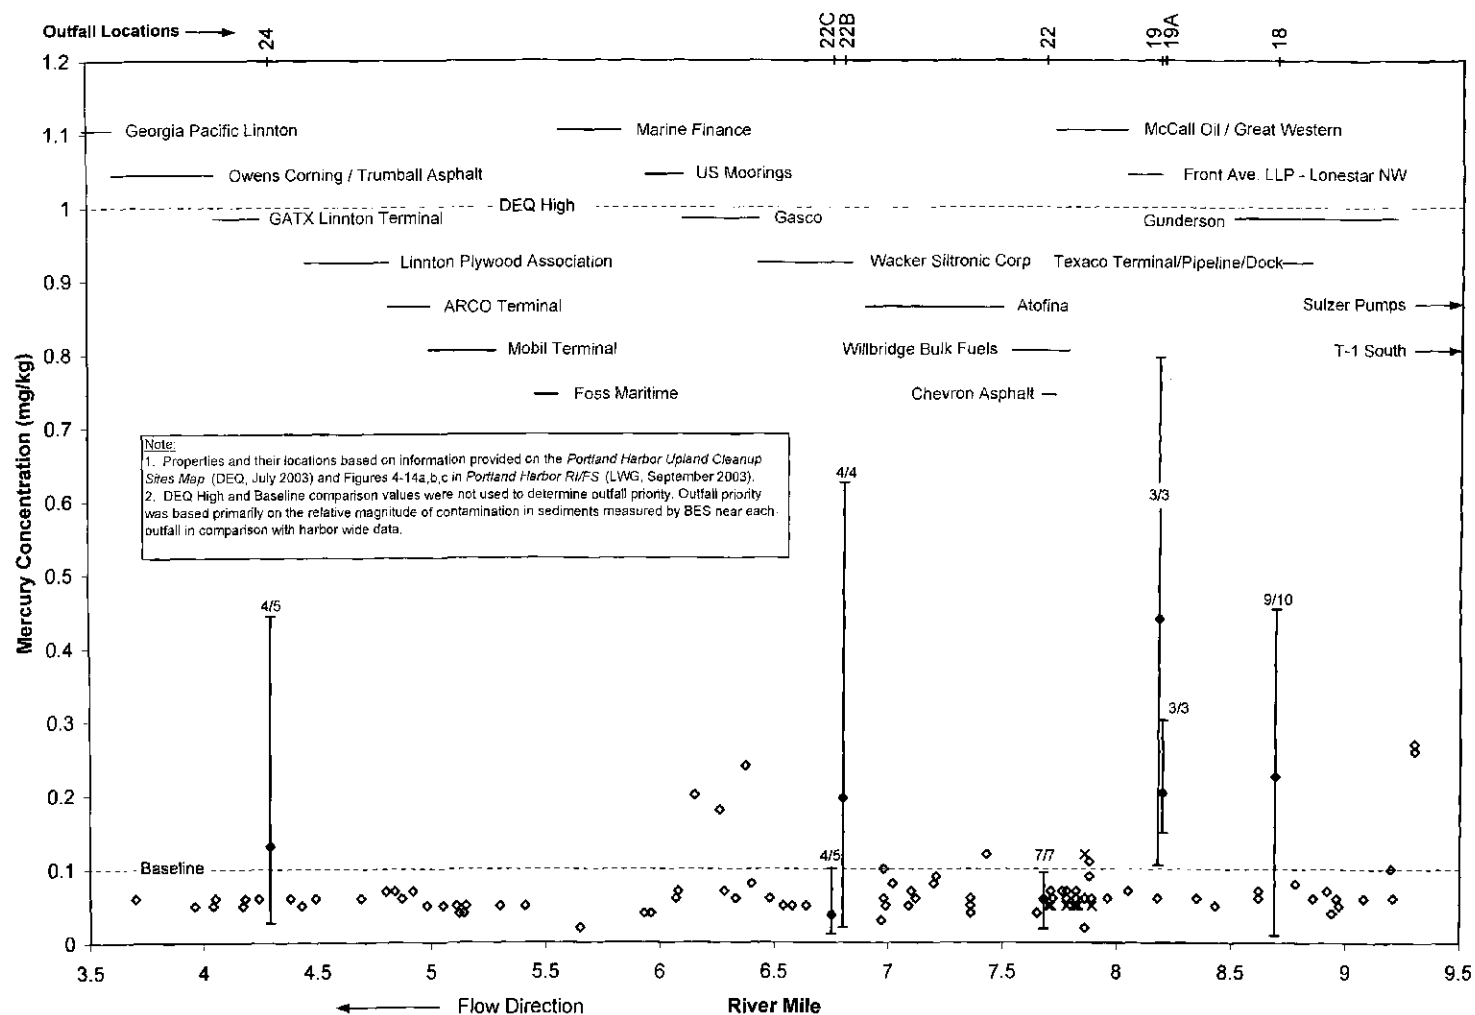 Outfall Locations
24
22C
22B
22
19
19A
18
1.2
1.1
1
0.9
0.8
0.7
0.6
0.5
0.4
0.3
0.2
0.1
0
Mercury Concentration (mg/kg)
Georgia Pacific Linnton
Marine Finance
McCall Oil / Great Western
Owens Corning / Trumball Asphalt
US Moorings
Front Ave. LLP - Lonestar NW
DEQ High
GATX Linnton Terminal
Gasco
Gunderson
Linnton Plywood Association
Wacker Siltronic Corp
Texaco Terminal/Pipeline/Dock
ARCO Terminal
Atofina
Sulzer Pumps
Mobil Terminal
Willbridge Bulk Fuels
T-1 South
Foss Maritime
Chevron Asphalt
Note:
1. Properties and their locations based on information provided on the Portland Harbor Upland Cleanup
Sites Map (DEQ, July 2003) and Figures 4-14a,b,c in Portland Harbor RI/FS (LWG, September 2003).
2. DEQ High and Baseline comparison values were not used to determine outfall priority. Outfall priority
was based primarily on the relative magnitude of contamination in sediments measured by BES near each
outfall in comparison with harbor wide data.
4/4
3/3
4/5
9/10
3/3
4/5
7/7
Baseline
3.5
4
4.5
5
5.5
6
6.5
7
7.5
8
8.5
9
9.5
Flow Direction
River Mile